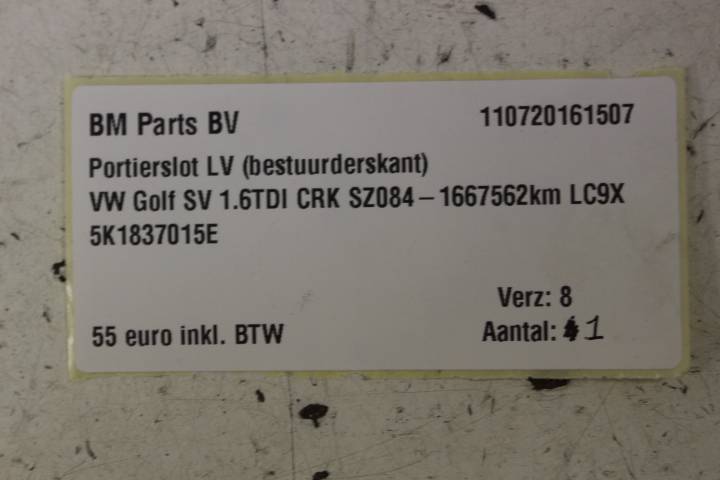 BM Parts BV 110720161507
Portierslot LV (bestuurderskant)
VW Golf SV 1.6TDI CRK SZ084 – 1667562km LC9X
5K1837015E
Verz: 8
55 euro inkl. BTW Aantal: 1